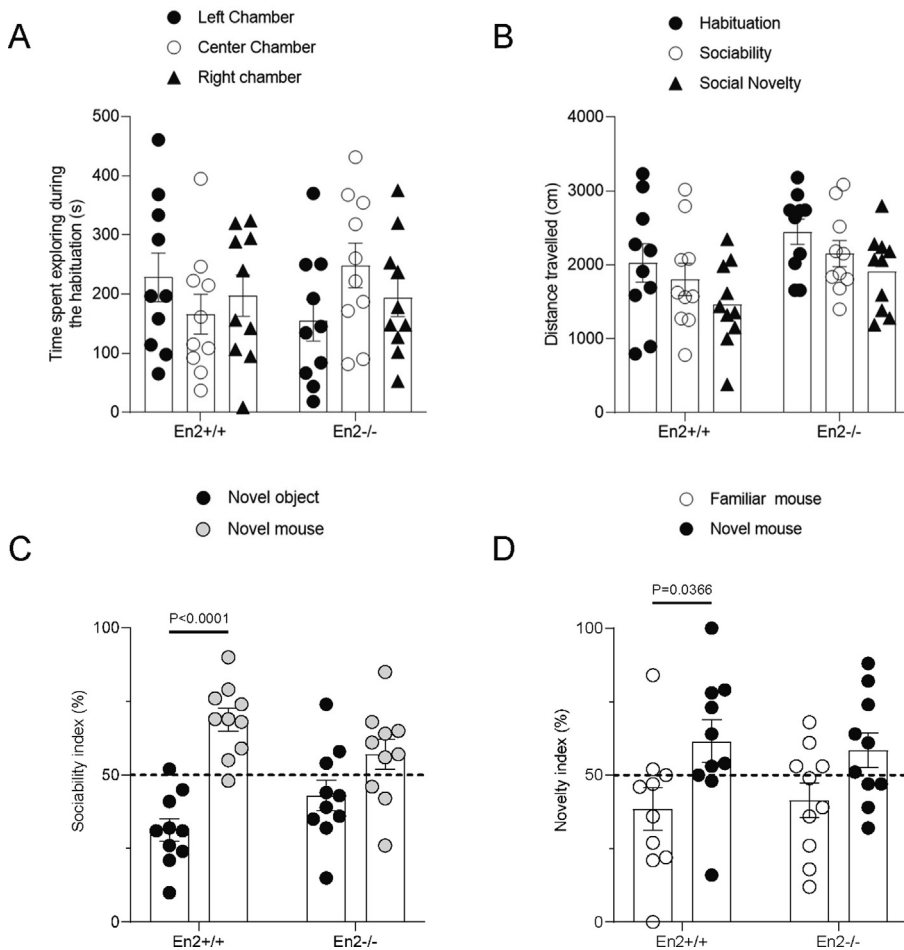 A
Left Chamber
Center Chamber
Right chamber
Time spent exploring during
the habituation (s)
500
400
300
200
100
0
En2+/+
En2-/-
B
Habituation
Sociability
Social Novelty
Distance travelled (cm)
4000
3000
2000
1000
0
En2+/+
En2-/-
C
Novel object
Novel mouse
P<0.0001
Sociability index (%)
100
50
0
En2+/+
En2-/-
D
Familiar mouse
Novel mouse
P=0.0366
Novelty index (%)
100
50
0
En2+/+
En2-/-